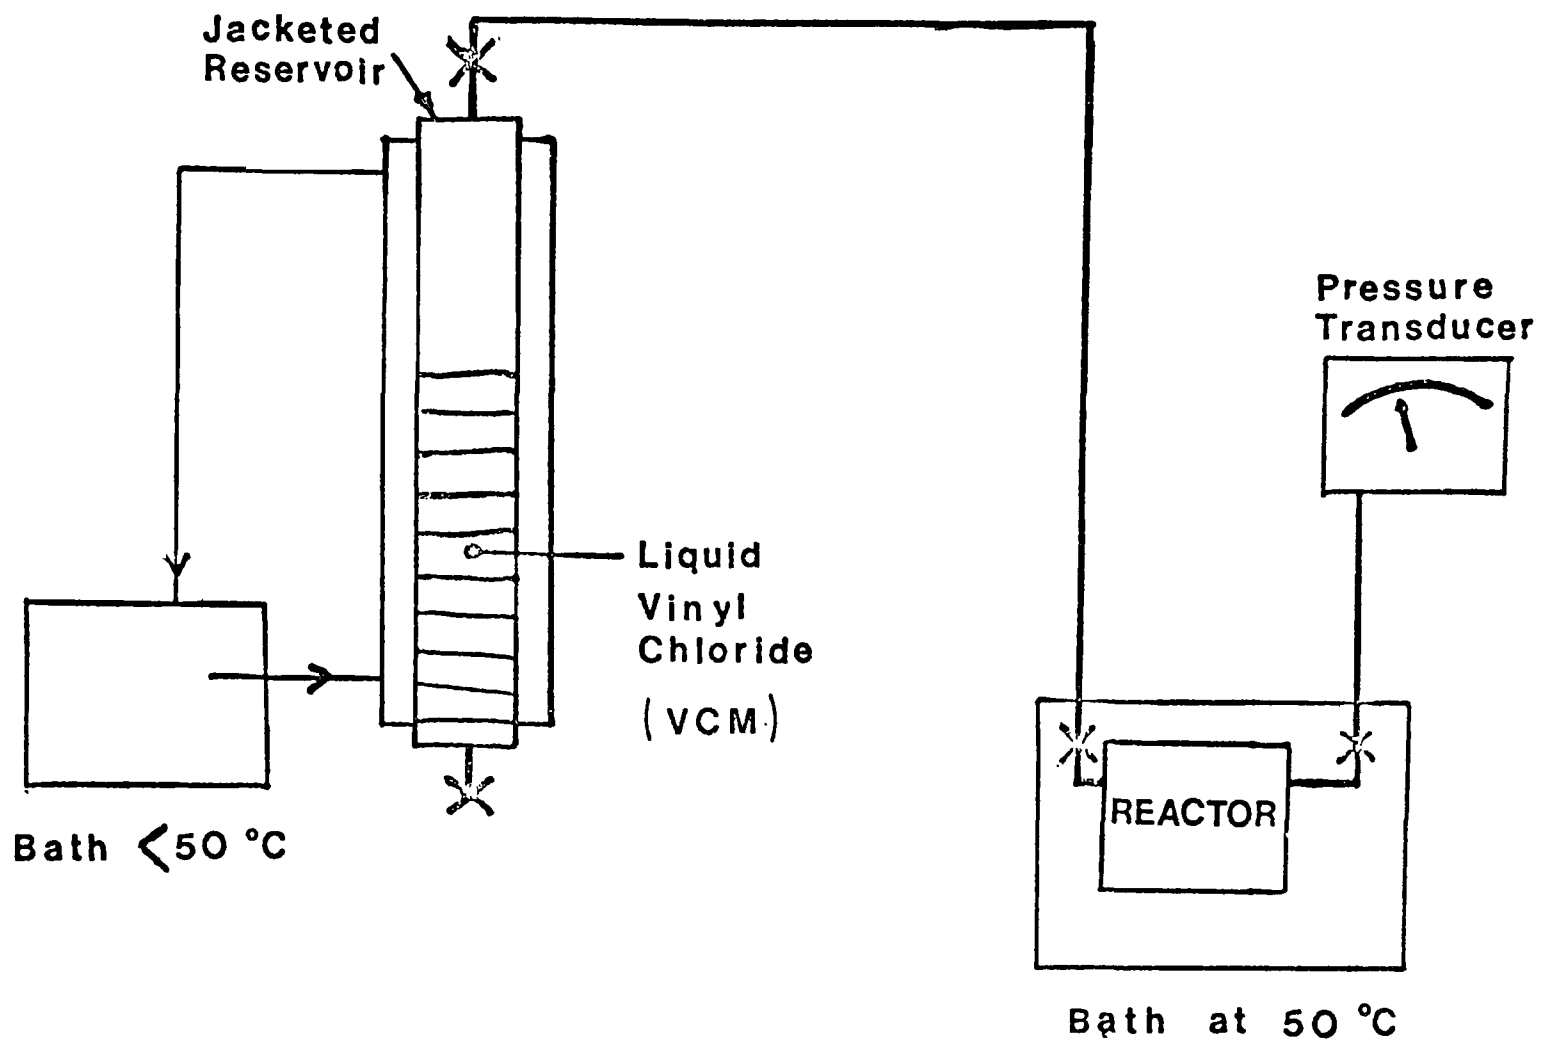 Jacketed
Reservoir
Pressure
Transducer
Liquid
Vinyl
Chloride
(VCM)
REACTOR
Bath <50 °C
Bath at 50 °C